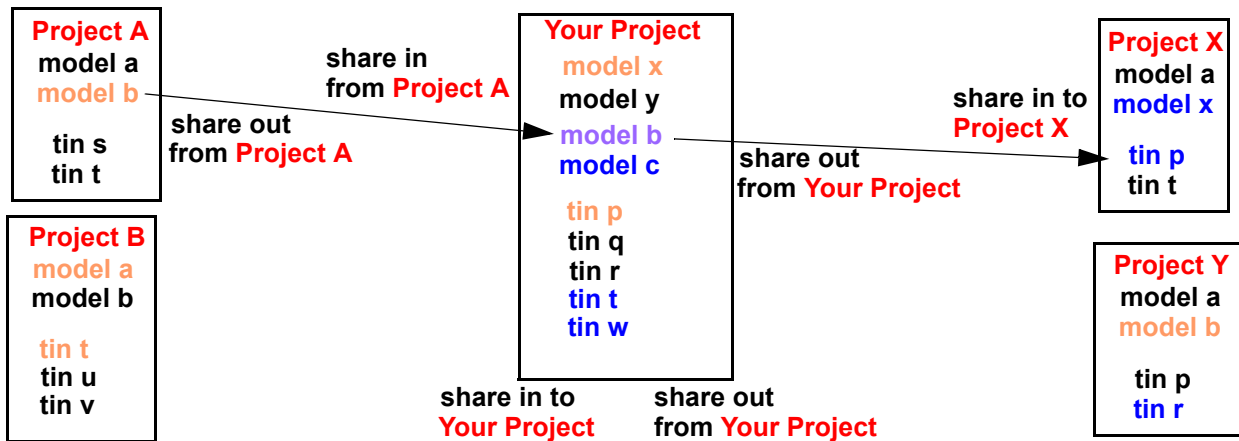 Project A
model a
model b
tin s
tin t
share out
from Project A
share in
from Project A
Project B
model a
model b
tin t
tin u
tin v
Your Project
model x
model y
model b
model c
tin p
tin q
tin r
tin t
tin w
share in to
Your Project
share out
from Your Project
share out
from Your Project
share in to
Project X
Project X
model a
model x
tin p
tin t
Project Y
model a
model b
tin p
tin r